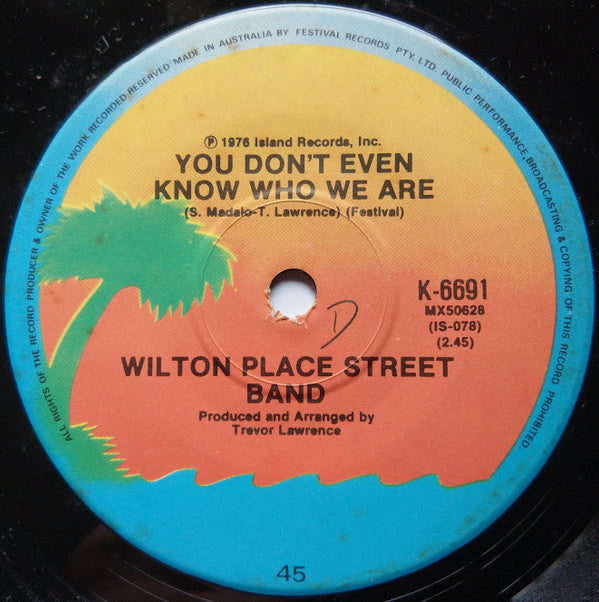 ALL RIGHTS OF THE RECORD PRODUCER & OWNER OF THE WORK RECORDED RESERVED MADE IN AUSTRALIA BY FESTIVAL RECORDS PTY. LTD. PUBLIC PERFORMANCE, BROADCASTING & COPYING OF THIS RECORD PROHIBITED.
℗ 1976 Island Records, Inc.
YOU DON'T EVEN
KNOW WHO WE ARE
(S. Madalo-T. Lawrence) (Festival)
K-6691
MX50628
(IS-078)
(2.45)
D
WILTON PLACE STREET
BAND
Produced and Arranged by
Trevor Lawrence
45